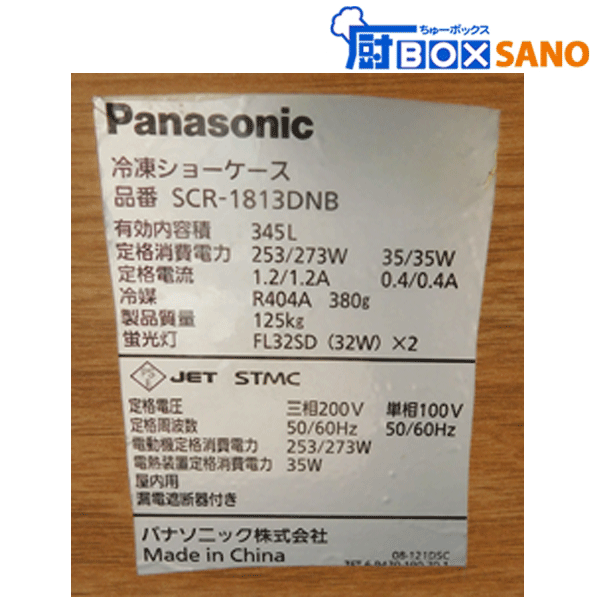 ちゅーボックス
厨BOX SANO
Panasonic
冷凍ショーケース
品番 SCR-1813DNB
有効内容積 345L
定格消費電力 253/273W 35/35W
定格電流 1.2/1.2A 0.4/0.4A
冷媒 R404A 380g
製品質量 125kg
蛍光灯 FL32SD (32W) ×2
PS E JET STMC
定格電圧 三相200V 単相100V
定格周波数 50/60Hz 50/60Hz
電動機定格消費電力 253/273W
電熱装置定格消費電力 35W
屋内用
漏電遮断器付き
パナソニック株式会社
Made in China 08-121DSC